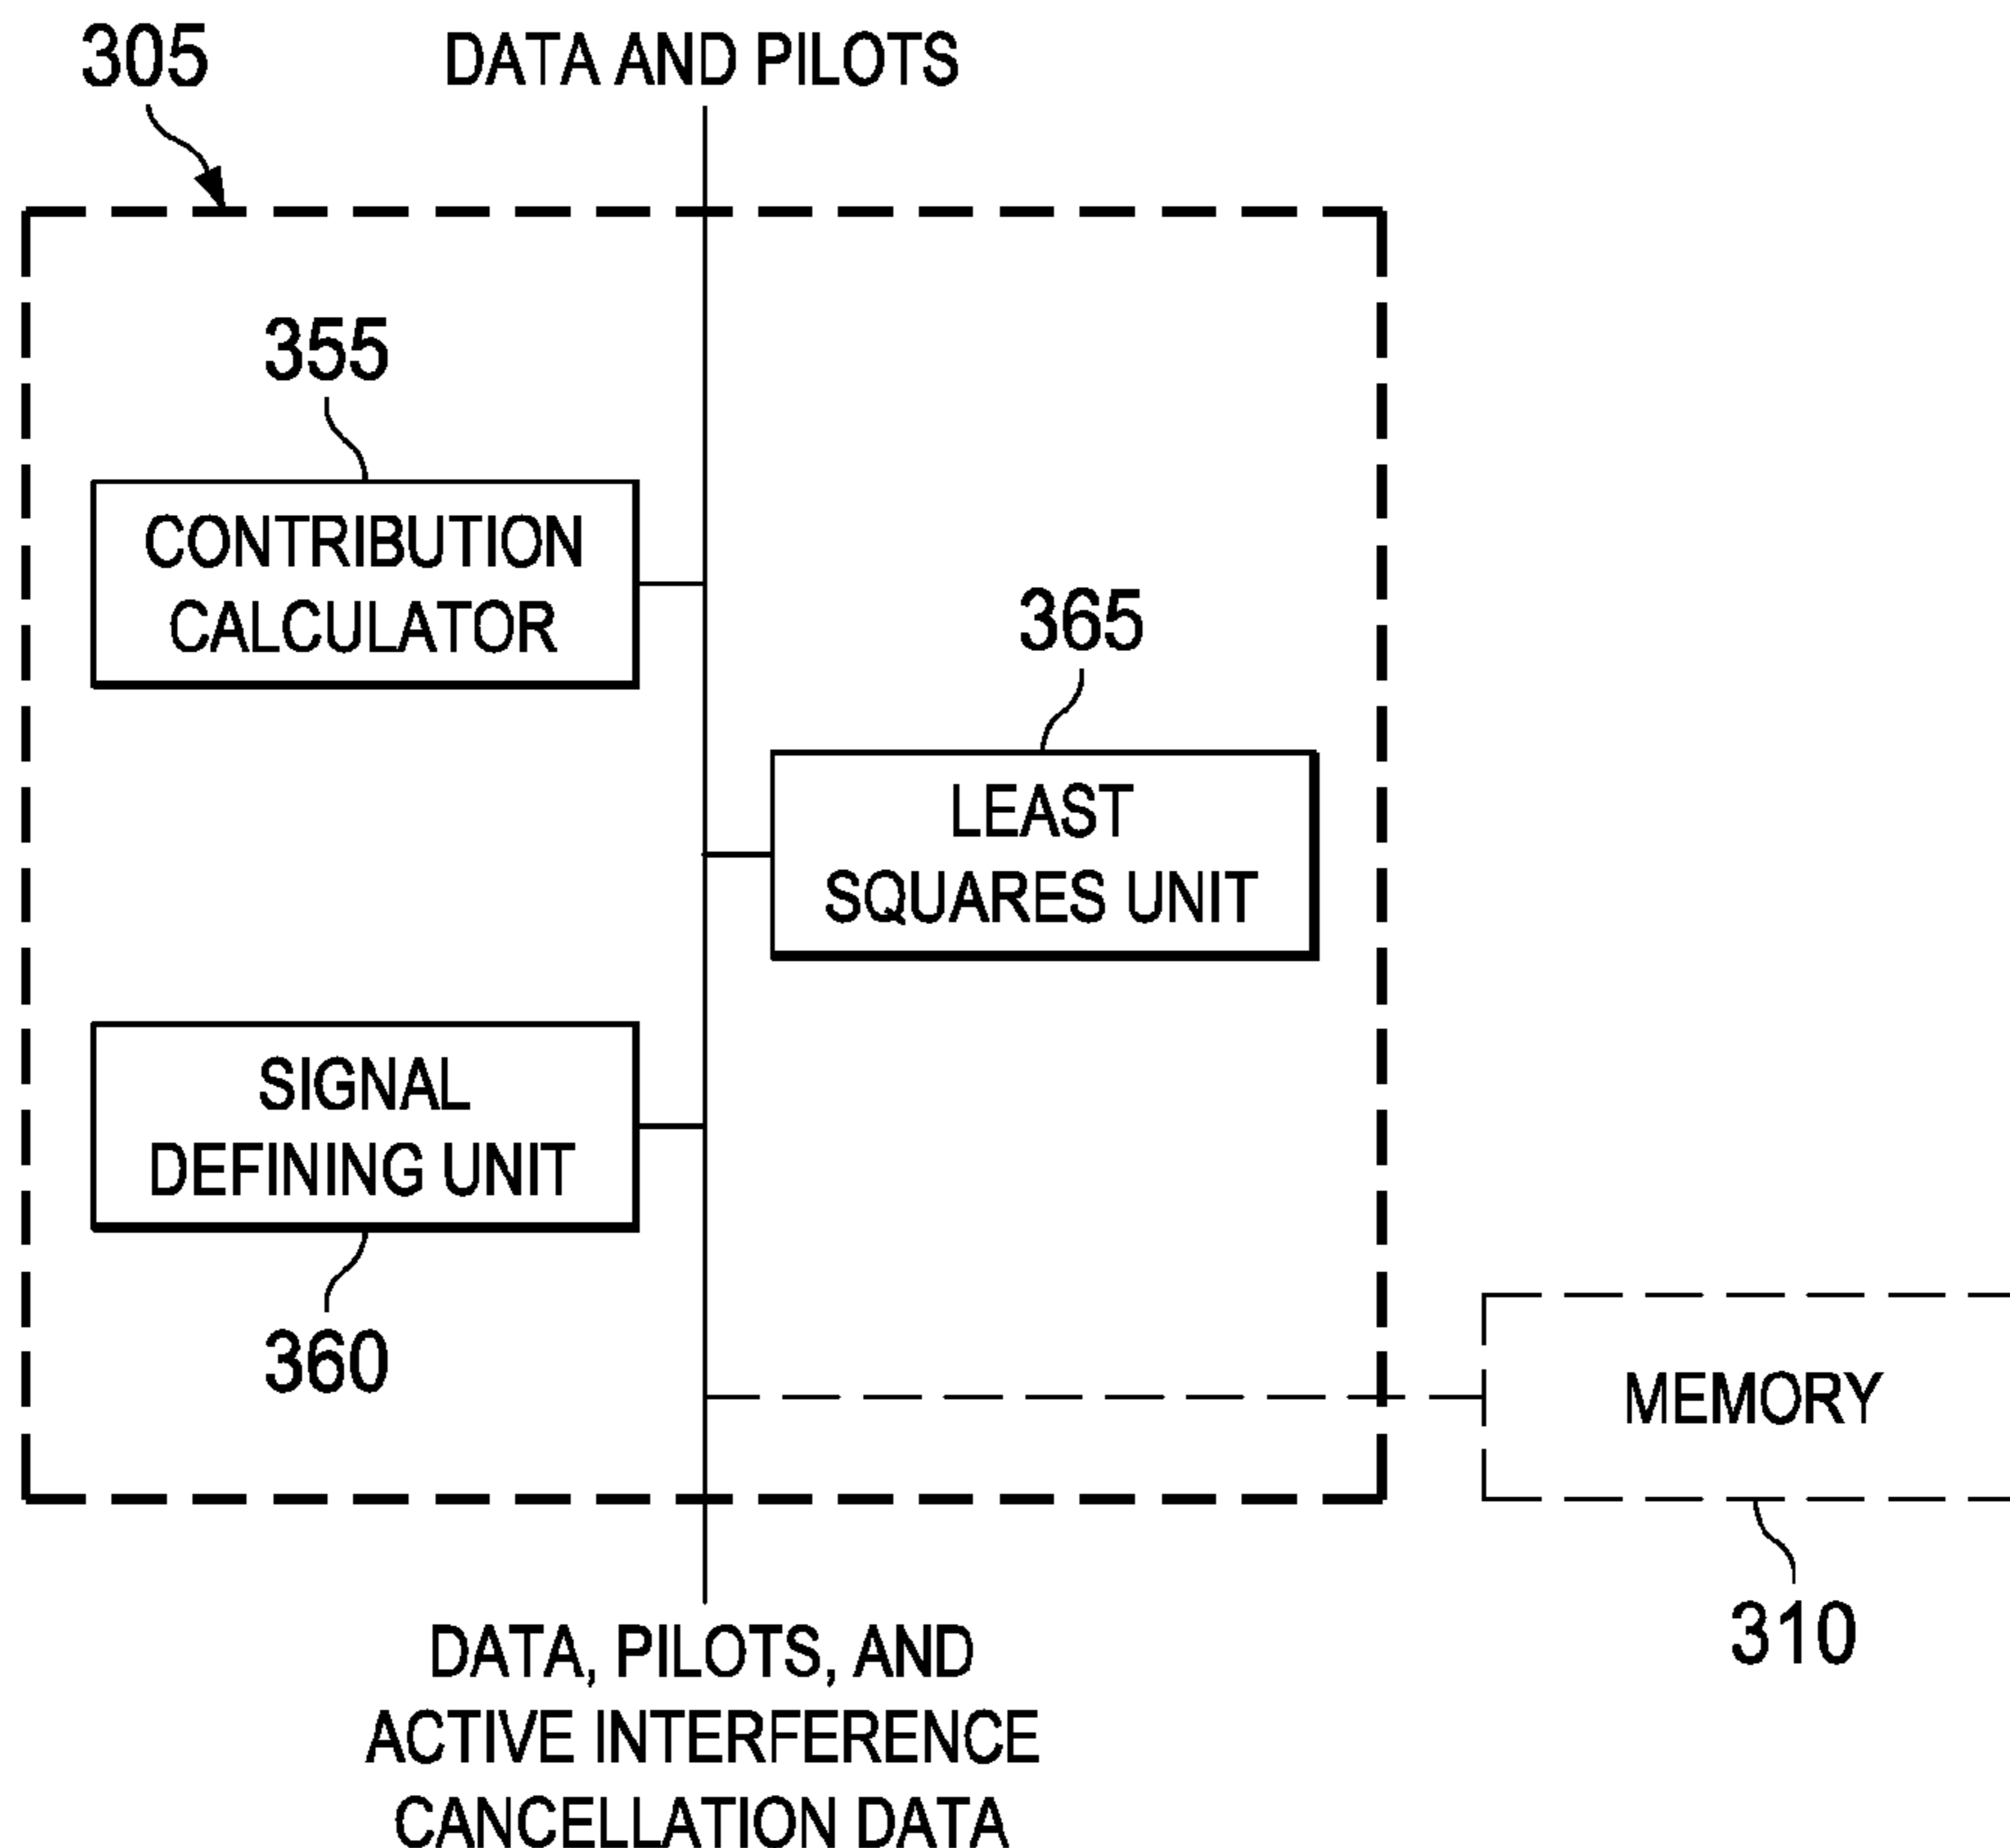 305
DATA AND PILOTS
355
CONTRIBUTION
CALCULATOR
365
LEAST
SQUARES UNIT
SIGNAL
DEFINING UNIT
360
MEMORY
310
DATA, PILOTS, AND
ACTIVE INTERFERENCE
CANCELLATION DATA